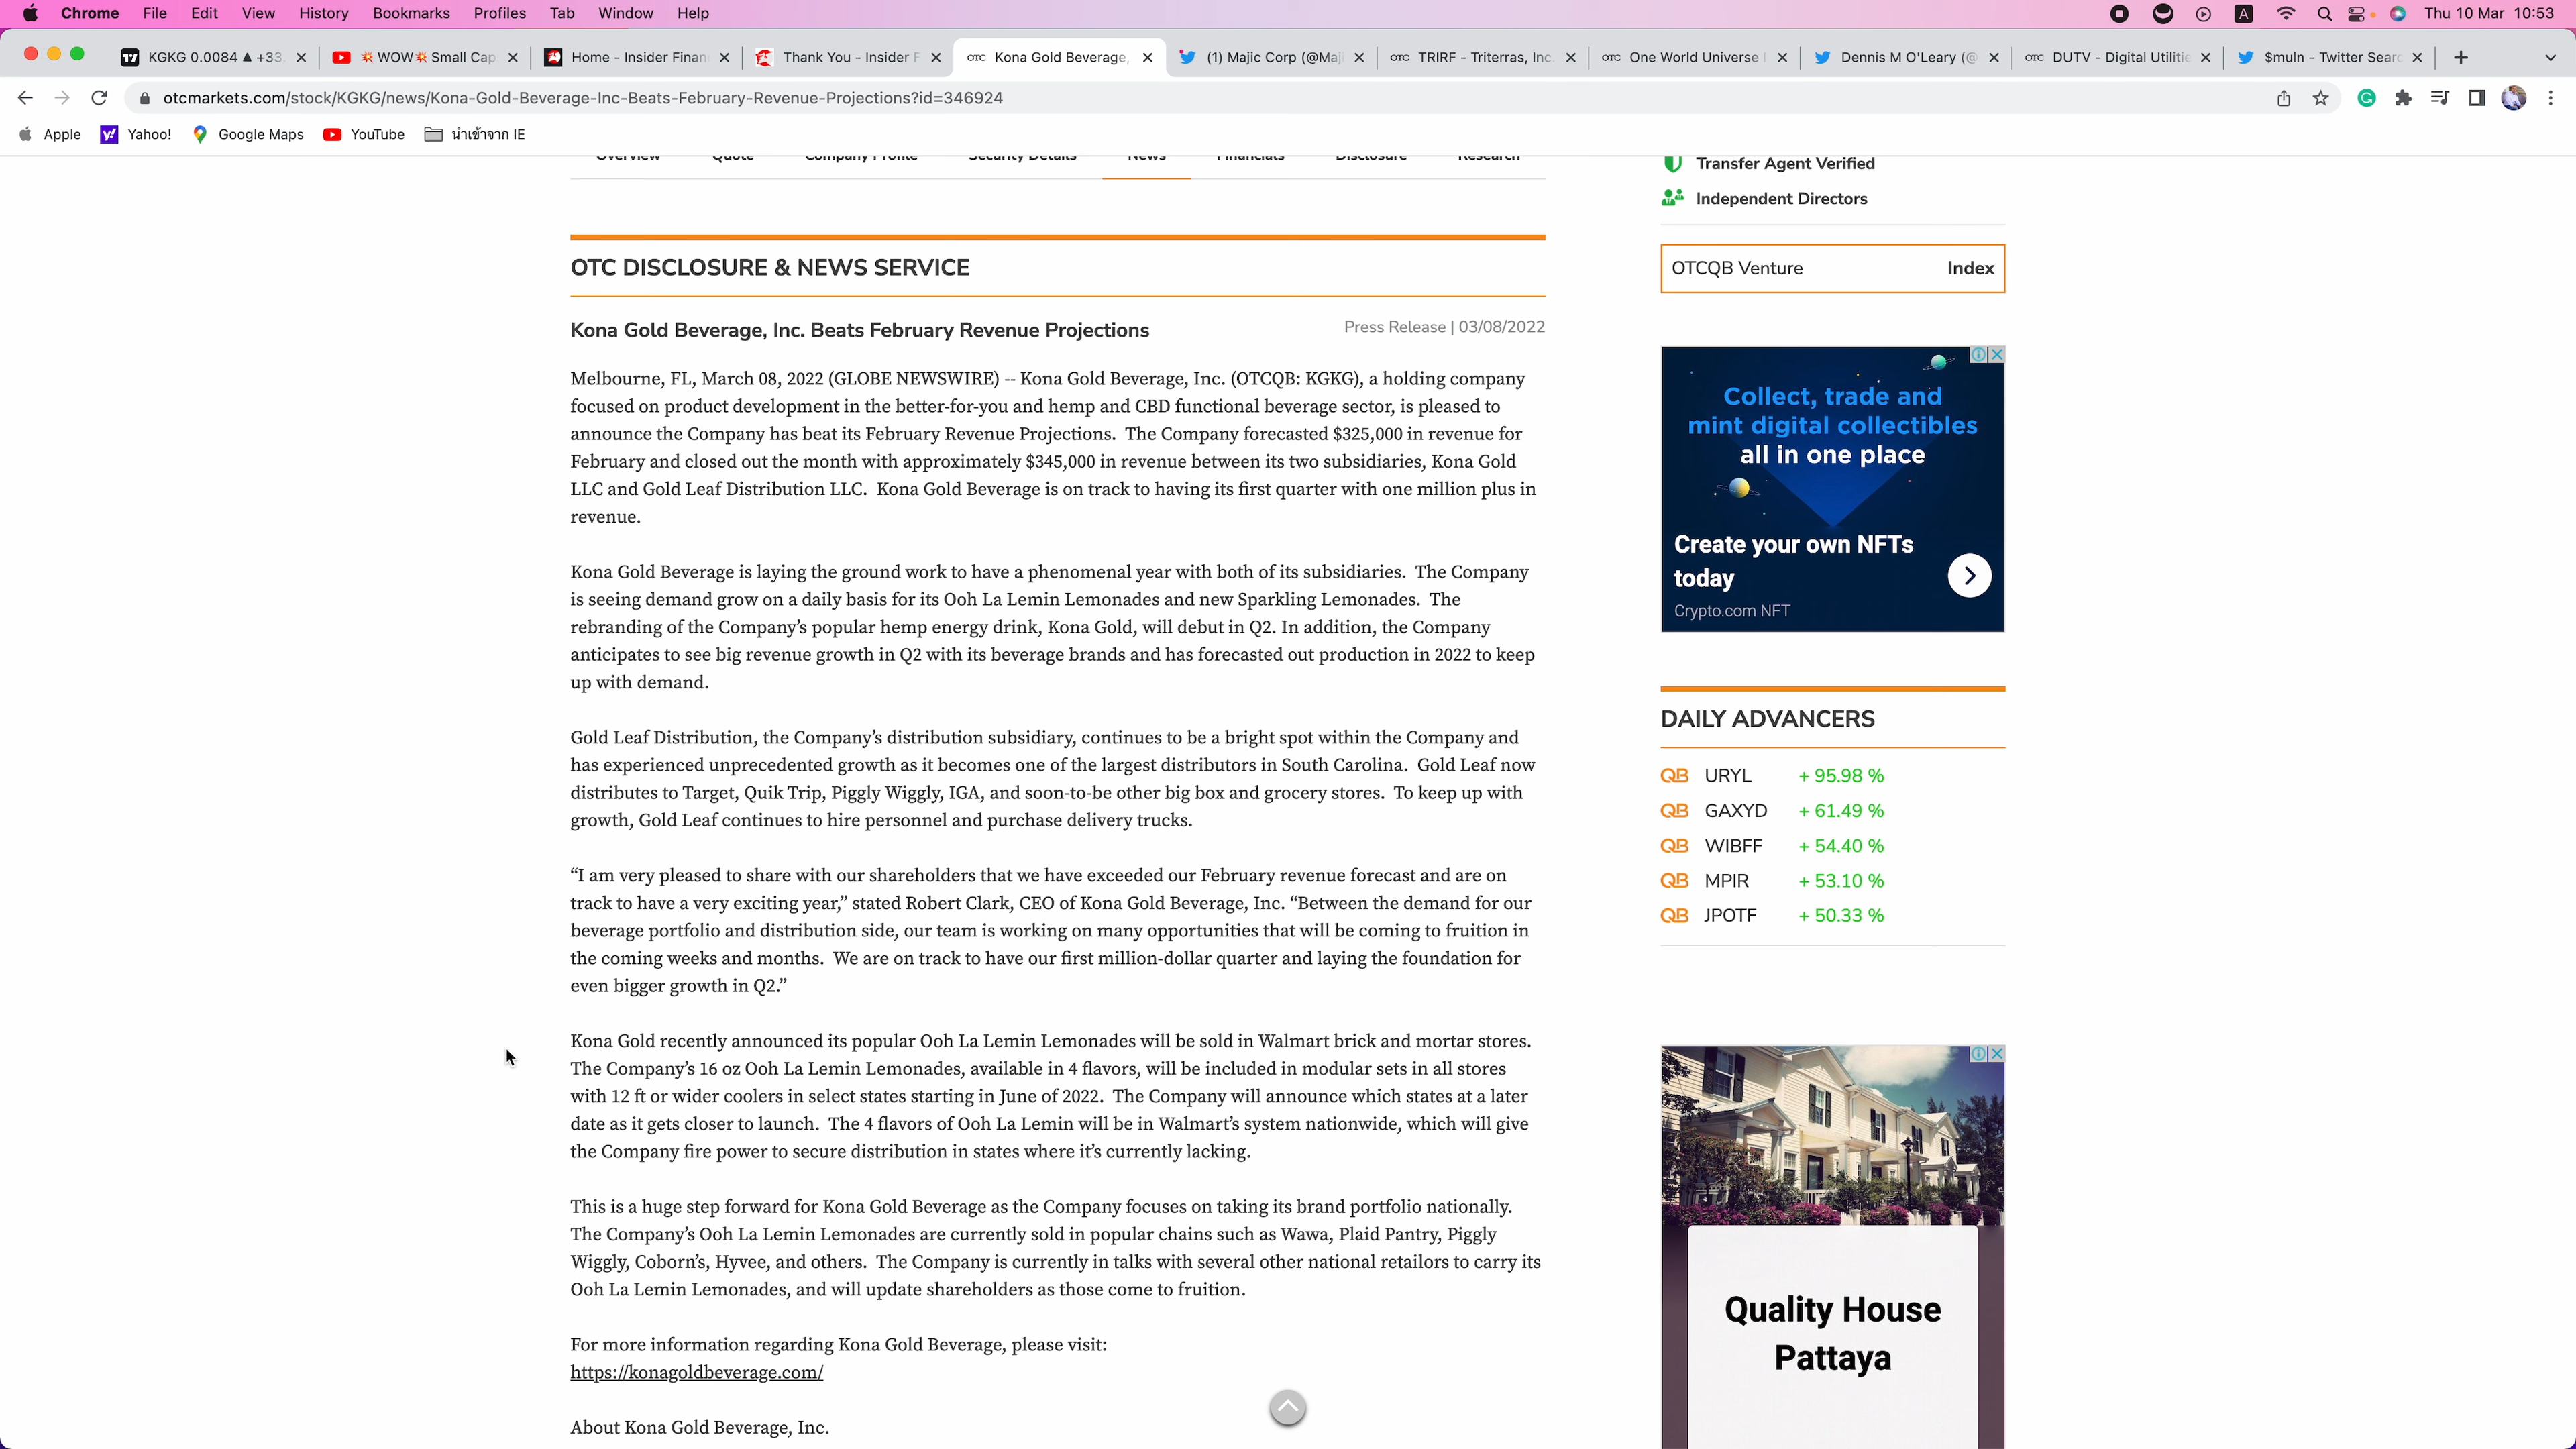 Chrome File Edit View History Bookmarks Profiles Tab Window Help A Thu 10 Mar 10:53
17 KGKG 0.0084 ▲ +33. 💥WOW💥 Small Cap Home - Insider Finan Thank You - Insider F OTC Kona Gold Beverage, (1) Majic Corp (@Maji OTC TRIRF - Triterras, Inc. OTC One World Universe Dennis M O'Leary (@ OTC DUTV - Digital Utilitie $muln - Twitter Searc
otcmarkets.com/stock/KGKG/news/Kona-Gold-Beverage-Inc-Beats-February-Revenue-Projections?id=346924
Apple Yahoo! Google Maps YouTube นำเข้าจาก IE
Overview Quote Company Profile Security Details News Financials Disclosure Research
Transfer Agent Verified
Independent Directors
OTC DISCLOSURE & NEWS SERVICE
OTCQB Venture Index
Kona Gold Beverage, Inc. Beats February Revenue Projections
Press Release | 03/08/2022
Melbourne, FL, March 08, 2022 (GLOBE NEWSWIRE) -- Kona Gold Beverage, Inc. (OTCQB: KGKG), a holding company
focused on product development in the better-for-you and hemp and CBD functional beverage sector, is pleased to
announce the Company has beat its February Revenue Projections. The Company forecasted $325,000 in revenue for
February and closed out the month with approximately $345,000 in revenue between its two subsidiaries, Kona Gold
LLC and Gold Leaf Distribution LLC. Kona Gold Beverage is on track to having its first quarter with one million plus in
revenue.
Kona Gold Beverage is laying the ground work to have a phenomenal year with both of its subsidiaries. The Company
is seeing demand grow on a daily basis for its Ooh La Lemin Lemonades and new Sparkling Lemonades. The
rebranding of the Company's popular hemp energy drink, Kona Gold, will debut in Q2. In addition, the Company
anticipates to see big revenue growth in Q2 with its beverage brands and has forecasted out production in 2022 to keep
up with demand.
Gold Leaf Distribution, the Company's distribution subsidiary, continues to be a bright spot within the Company and
has experienced unprecedented growth as it becomes one of the largest distributors in South Carolina. Gold Leaf now
distributes to Target, Quik Trip, Piggly Wiggly, IGA, and soon-to-be other big box and grocery stores. To keep up with
growth, Gold Leaf continues to hire personnel and purchase delivery trucks.
“I am very pleased to share with our shareholders that we have exceeded our February revenue forecast and are on
track to have a very exciting year,” stated Robert Clark, CEO of Kona Gold Beverage, Inc. “Between the demand for our
beverage portfolio and distribution side, our team is working on many opportunities that will be coming to fruition in
the coming weeks and months. We are on track to have our first million-dollar quarter and laying the foundation for
even bigger growth in Q2.”
Kona Gold recently announced its popular Ooh La Lemin Lemonades will be sold in Walmart brick and mortar stores.
The Company's 16 oz Ooh La Lemin Lemonades, available in 4 flavors, will be included in modular sets in all stores
with 12 ft or wider coolers in select states starting in June of 2022. The Company will announce which states at a later
date as it gets closer to launch. The 4 flavors of Ooh La Lemin will be in Walmart's system nationwide, which will give
the Company fire power to secure distribution in states where it's currently lacking.
This is a huge step forward for Kona Gold Beverage as the Company focuses on taking its brand portfolio nationally.
The Company's Ooh La Lemin Lemonades are currently sold in popular chains such as Wawa, Plaid Pantry, Piggly
Wiggly, Coborn's, Hyvee, and others. The Company is currently in talks with several other national retailors to carry its
Ooh La Lemin Lemonades, and will update shareholders as those come to fruition.
For more information regarding Kona Gold Beverage, please visit:
https://konagoldbeverage.com/
About Kona Gold Beverage, Inc.
Collect, trade and
mint digital collectibles
all in one place
Create your own NFTs
today
Crypto.com NFT
DAILY ADVANCERS
QB URYL + 95.98 %
QB GAXYD + 61.49 %
QB WIBFF + 54.40 %
QB MPIR + 53.10 %
QB JPOTF + 50.33 %
Quality House
Pattaya